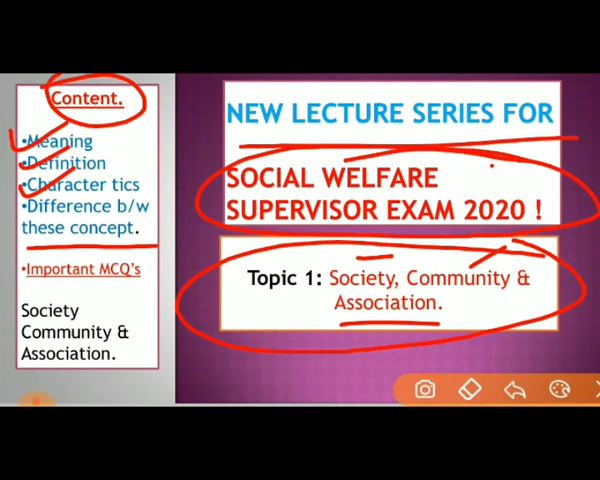 Content.
•Meaning
•Definition
•Character tics
•Difference b/w
these concept.
•Important MCQ's
Society
Community &
Association.
NEW LECTURE SERIES FOR
SOCIAL WELFARE
SUPERVISOR EXAM 2020 !
Topic 1: Society, Community &
Association.